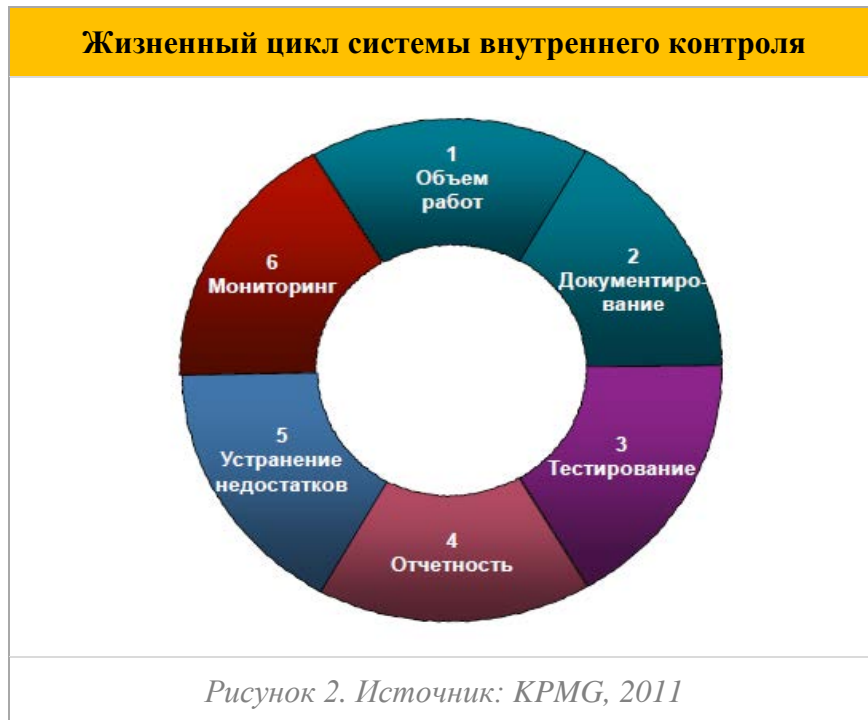 Жизненный цикл системы внутреннего контроля
1
Объем
работ
2
Документиро-
вание
3
Тестирование
4
Отчетность
5
Устранение
недостатков
6
Мониторинг
Рисунок 2. Источник: KPMG, 2011